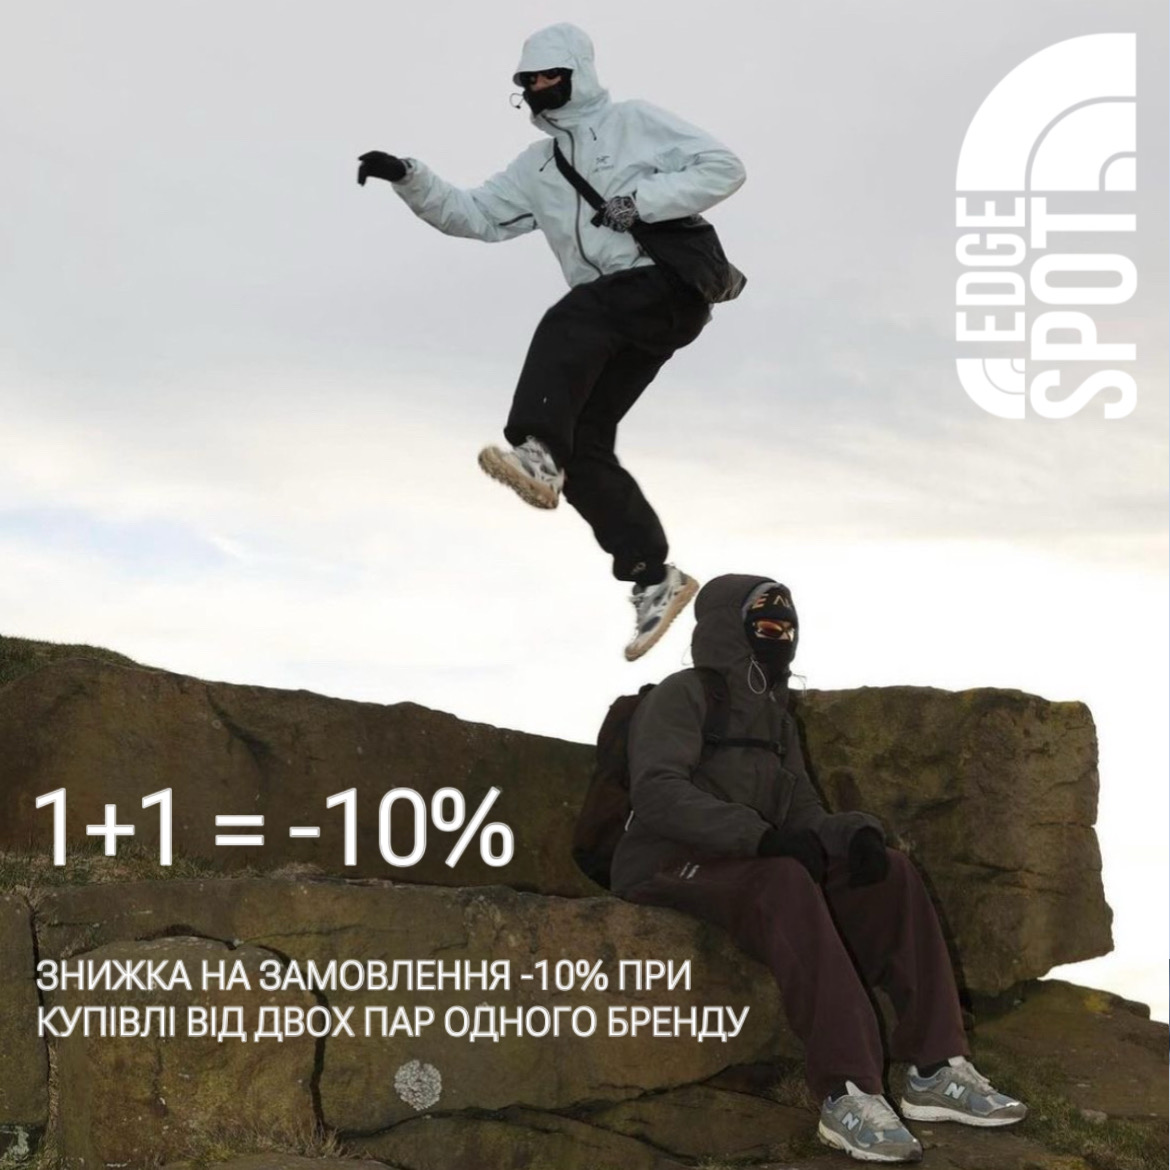 EDGE
SPOT
1+1 = -10%
ЗНИЖКА НА ЗАМОВЛЕННЯ -10% ПРИ
КУПІВЛІ ВІД ДВОХ ПАР ОДНОГО БРЕНДУ
N
N